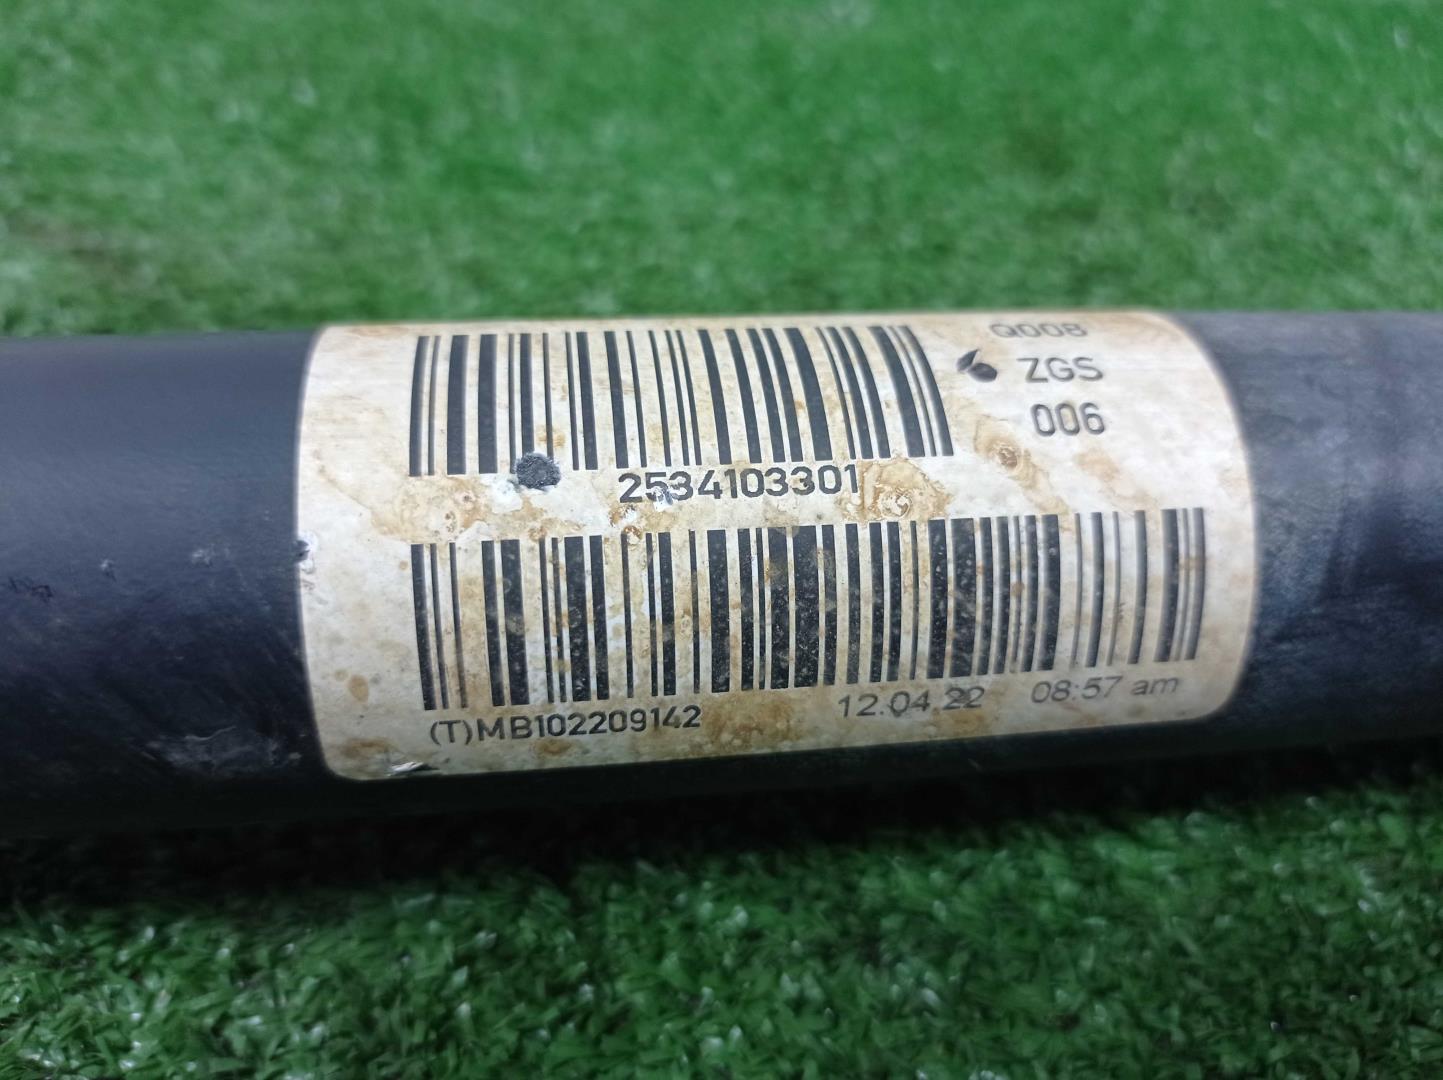 Q008
ZGS
006
2534103301
(T)MB102209142
12.04.22 08:57 am